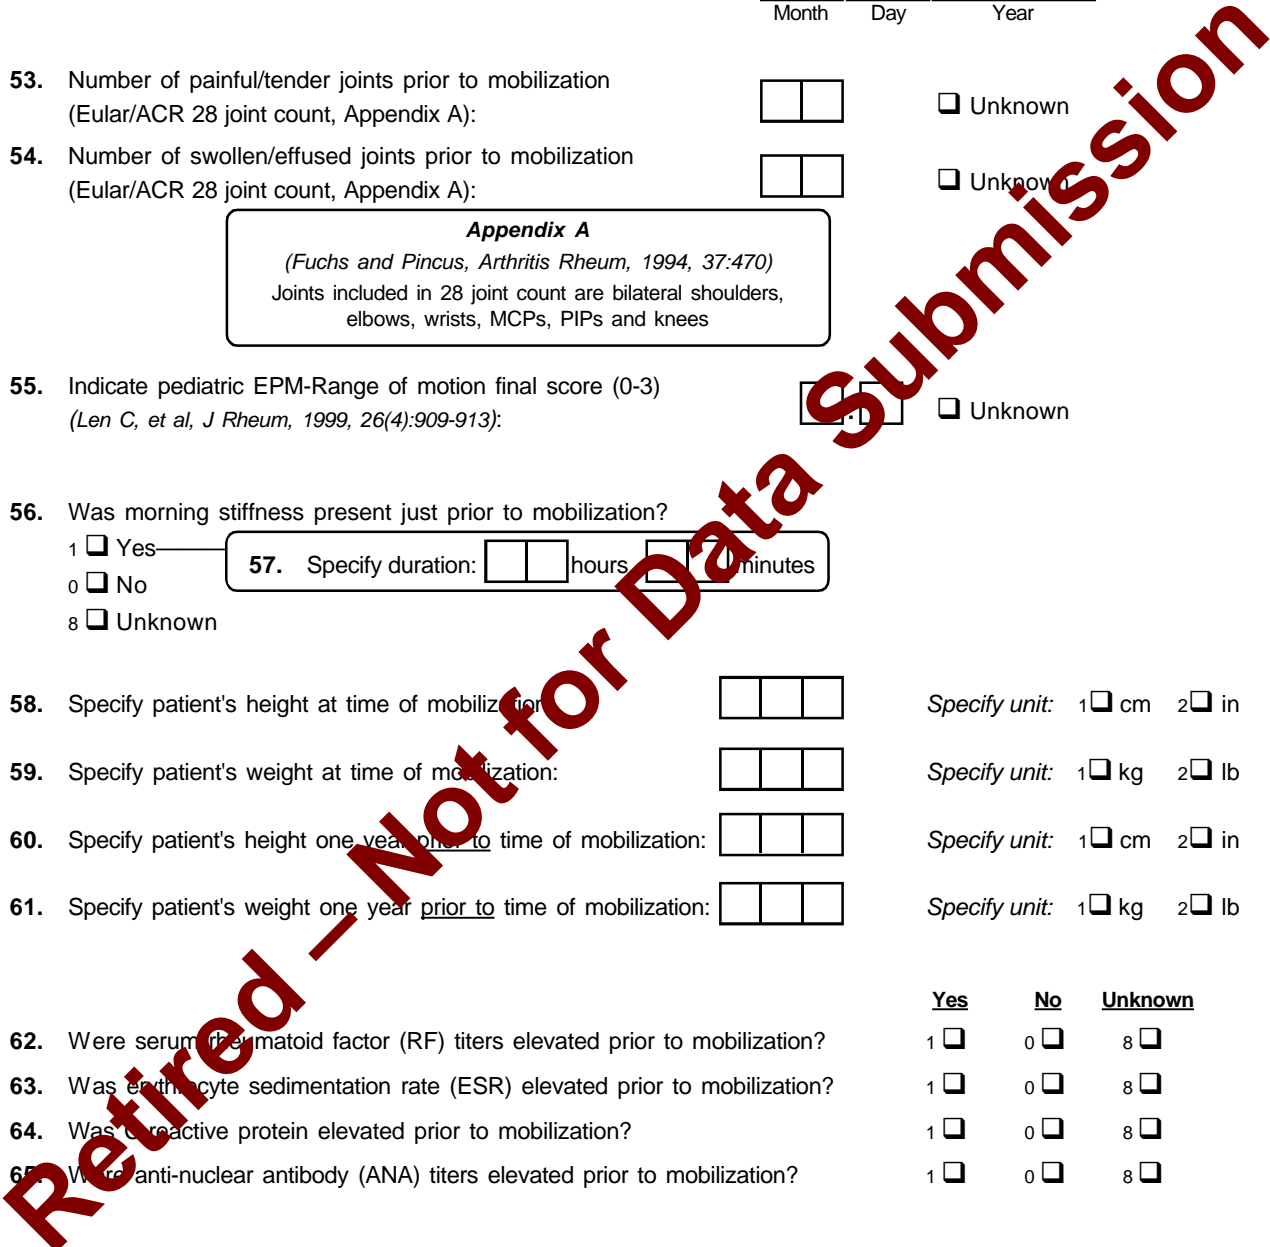 Month Day Year
53. Number of painful/tender joints prior to mobilization
(Eular/ACR 28 joint count, Appendix A): ❑ Unknown
54. Number of swollen/effused joints prior to mobilization
(Eular/ACR 28 joint count, Appendix A): ❑ Unknown
Appendix A
(Fuchs and Pincus, Arthritis Rheum, 1994, 37:470)
Joints included in 28 joint count are bilateral shoulders,
elbows, wrists, MCPs, PIPs and knees
55. Indicate pediatric EPM-Range of motion final score (0-3)
(Len C, et al, J Rheum, 1999, 26(4):909-913): . ❑ Unknown
56. Was morning stiffness present just prior to mobilization?
1 ❑ Yes
57. Specify duration: hours minutes
0 ❑ No
8 ❑ Unknown
58. Specify patient's height at time of mobilization: Specify unit: 1 ❑ cm 2 ❑ in
59. Specify patient's weight at time of mobilization: Specify unit: 1 ❑ kg 2 ❑ lb
60. Specify patient's height one year prior to time of mobilization: Specify unit: 1 ❑ cm 2 ❑ in
61. Specify patient's weight one year prior to time of mobilization: Specify unit: 1 ❑ kg 2 ❑ lb
Yes No Unknown
62. Were serum rheumatoid factor (RF) titers elevated prior to mobilization? 1 ❑ 0 ❑ 8 ❑
63. Was erythrocyte sedimentation rate (ESR) elevated prior to mobilization? 1 ❑ 0 ❑ 8 ❑
64. Was C-reactive protein elevated prior to mobilization? 1 ❑ 0 ❑ 8 ❑
65. Were anti-nuclear antibody (ANA) titers elevated prior to mobilization? 1 ❑ 0 ❑ 8 ❑
Retired – Not for Data Submission